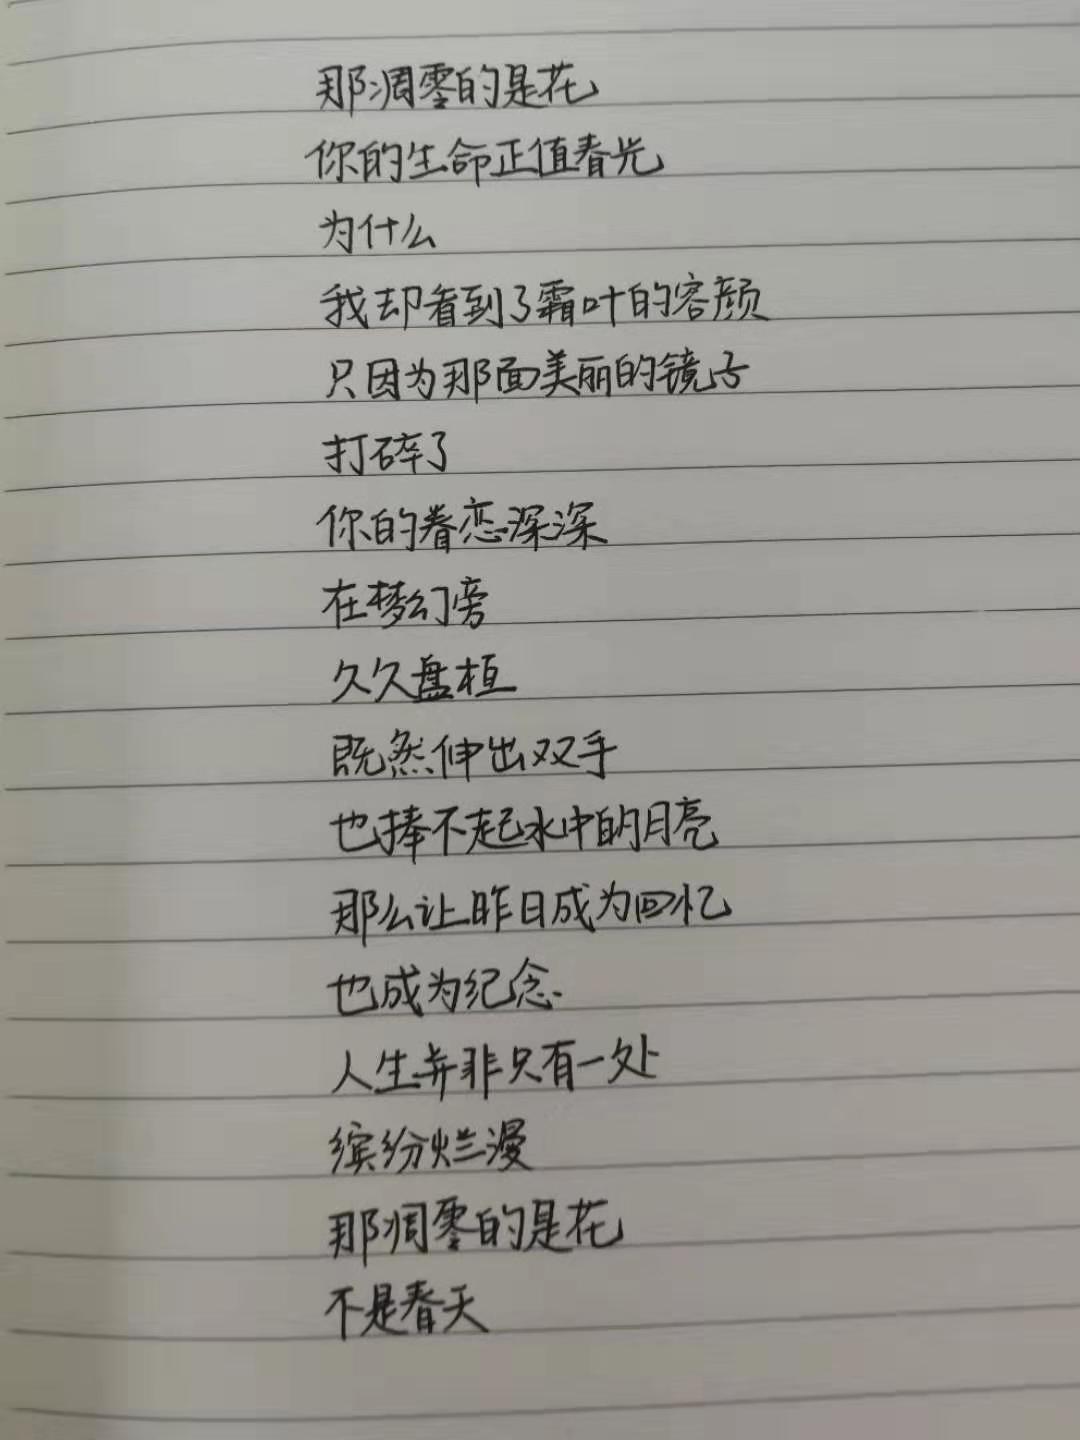 那凋零的是花
你的生命正值春光
为什么
我却看到了霜叶的容颜
只因为那面美丽的镜子
打碎了
你的眷恋深深
在梦幻旁
久久盘桓
既然伸出双手
也捧不起水中的月亮
那么让昨日成为回忆
也成为纪念
人生并非只有一处
缤纷烂漫
那凋零的是花
不是春天